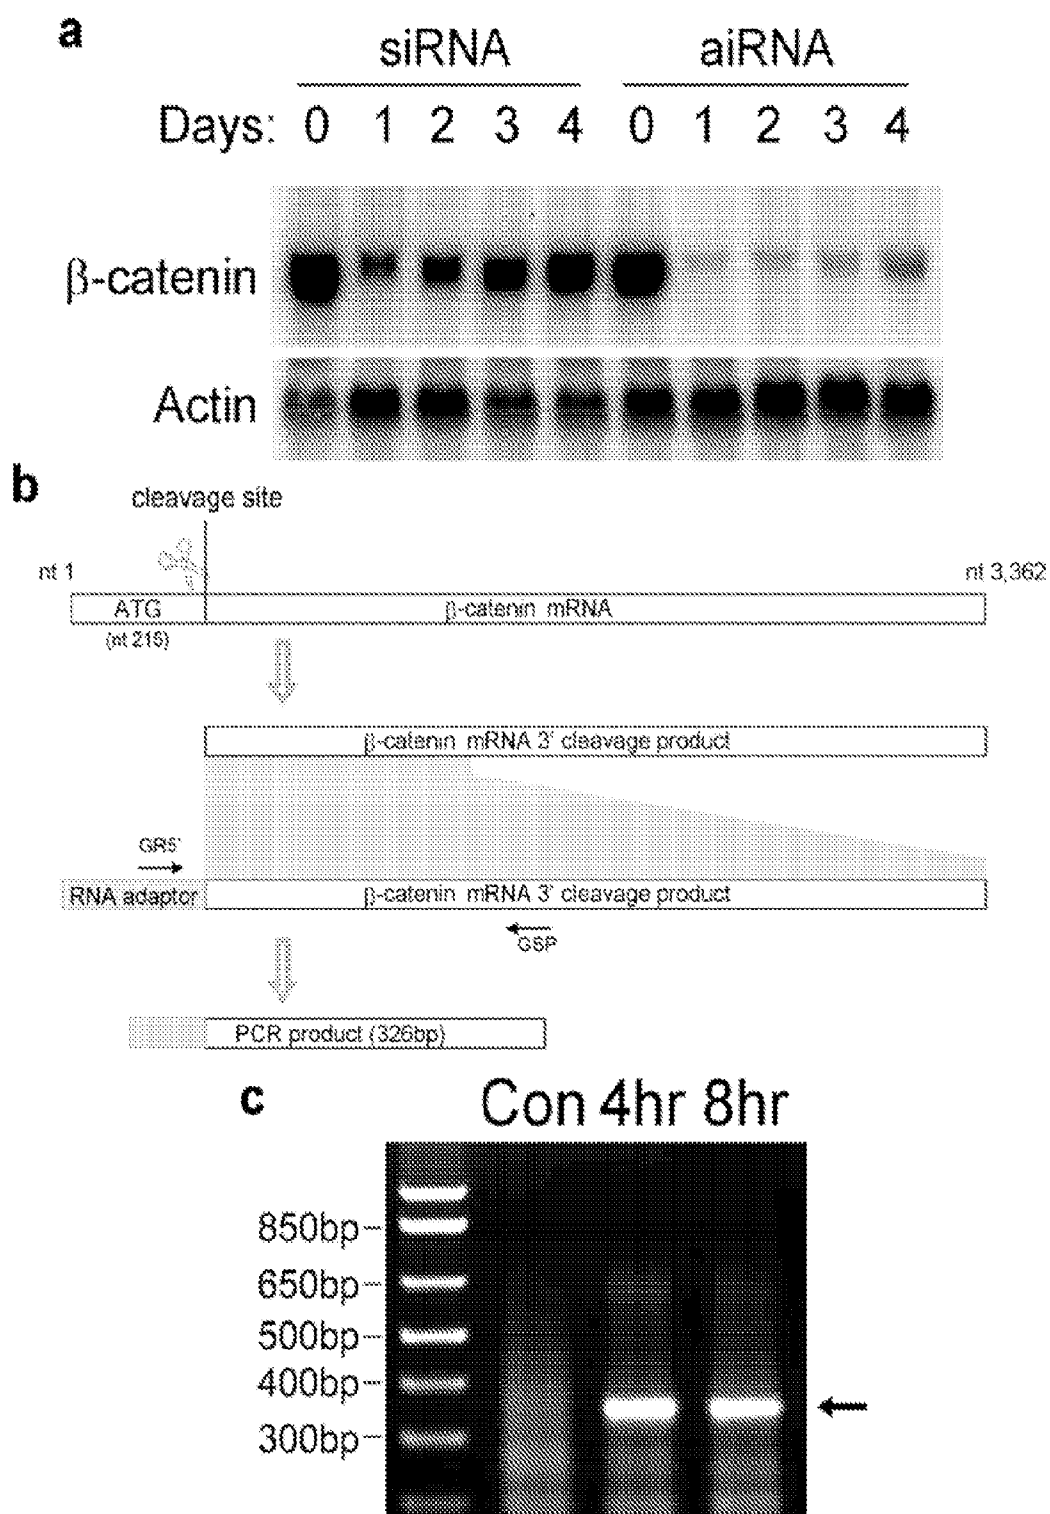 a
siRNA aiRNA
Days: 0 1 2 3 4 0 1 2 3 4
β-catenin
Actin
b
cleavage site
nt 1
nt 3,362
ATG
β-catenin mRNA
(nt 215)
β-catenin mRNA 3' cleavage product
GR5'
RNA adaptor
β-catenin mRNA 3' cleavage product
GSP
PCR product (326bp)
c
Con 4hr 8hr
850bp
650bp
500bp
400bp
300bp